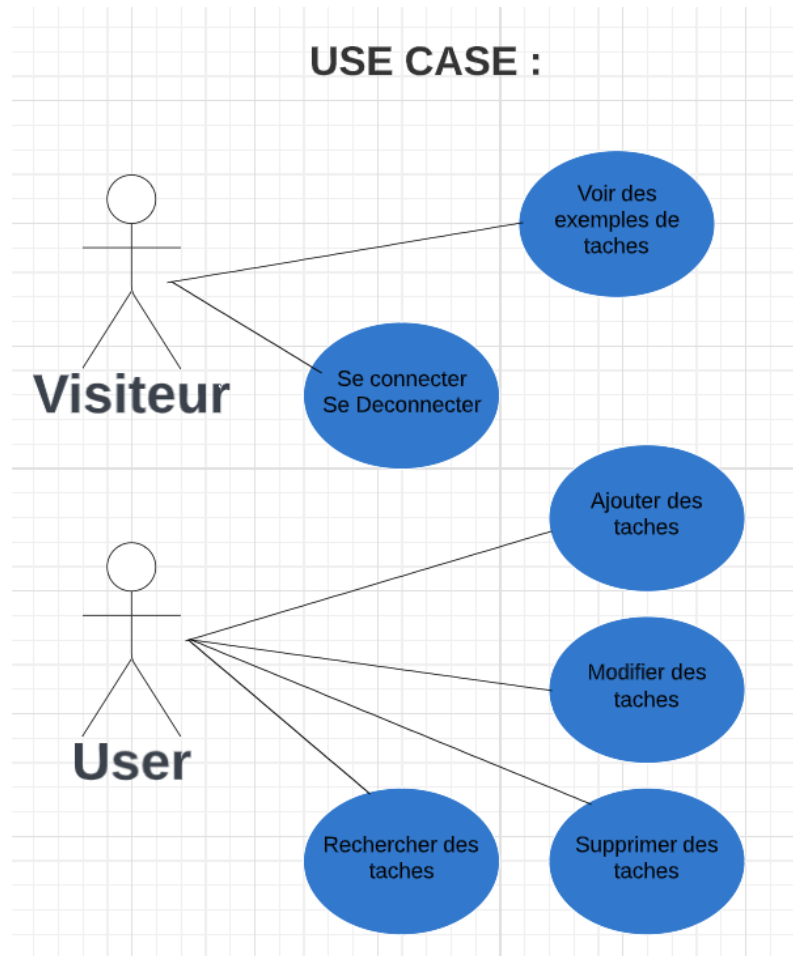 USE CASE :
Voir des
exemples de
taches
Visiteur
Se connecter
Se Deconnecter
Ajouter des
taches
Modifier des
taches
User
Rechercher des
taches
Supprimer des
taches